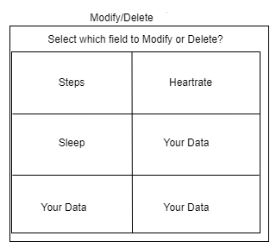 Modify/Delete
Select which field to Modify or Delete?
Steps
Heartrate
Sleep
Your Data
Your Data
Your Data